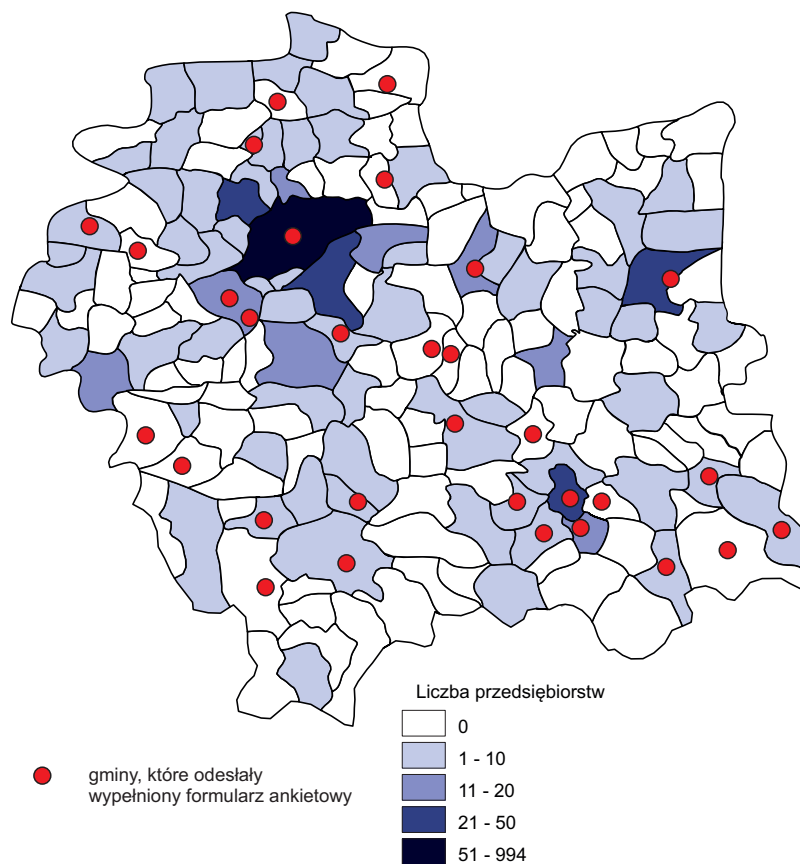 Liczba przedsiębiorstw
0
1 - 10
11 - 20
21 - 50
51 - 994
gminy, które odesłały
wypełniony formularz ankietowy